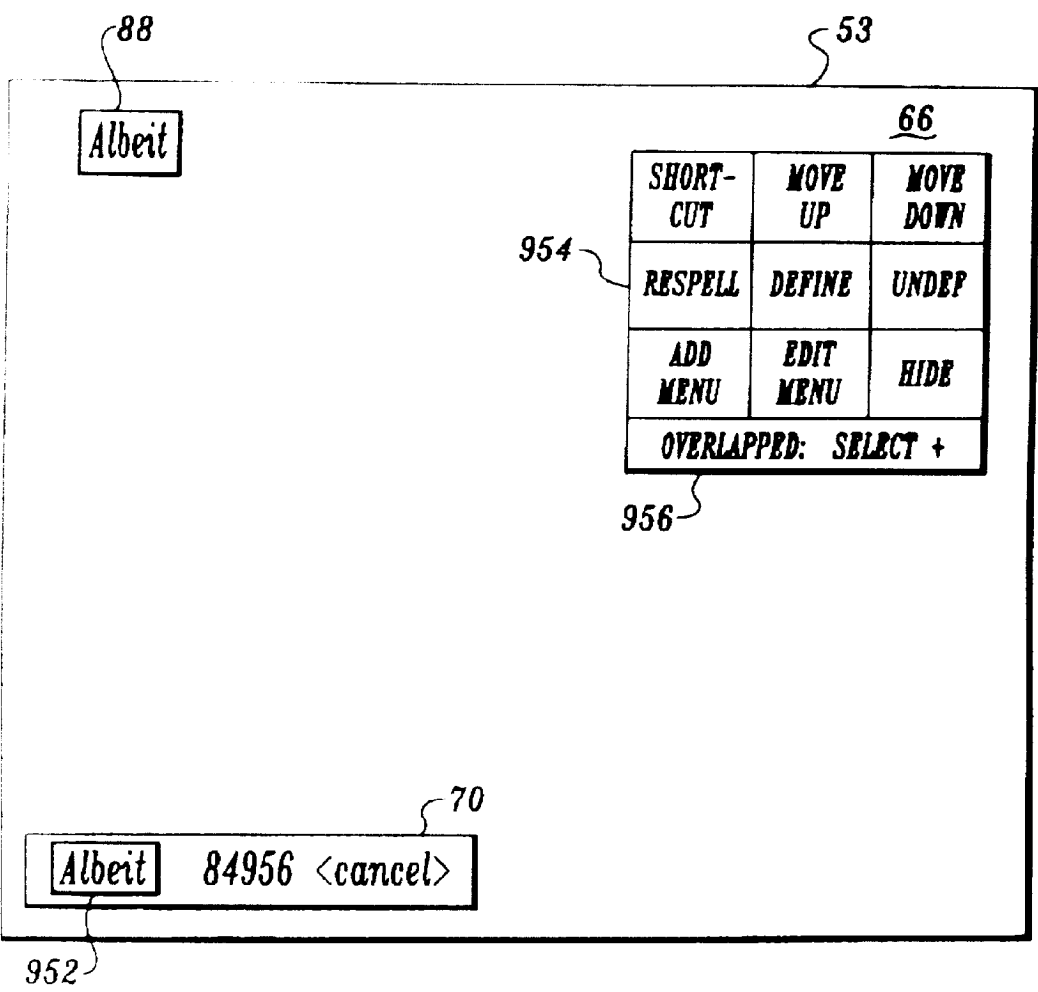 88
53
Albeit
66
SHORT-CUT MOVE UP MOVE DOWN
954
RESPELL DEFINE UNDEF
ADD MENU EDIT MENU HIDE
OVERLAPPED: SELECT +
956
70
Albeit 84956 <cancel>
952